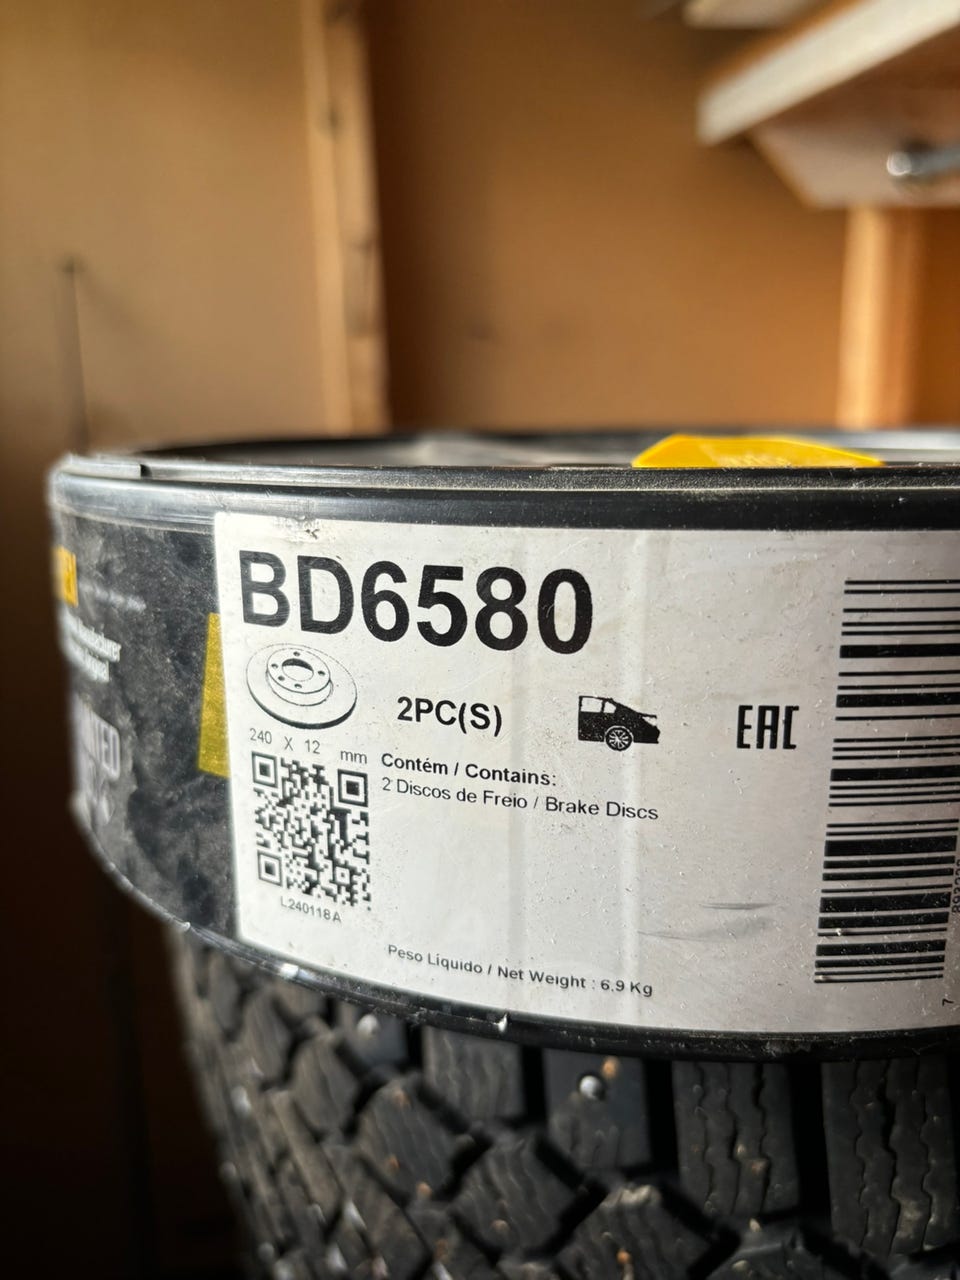 BD6580
2PC(S)
EAC
240 X 12 mm
Contém / Contains:
2 Discos de Freio / Brake Discs
L240118A
Peso Líquido / Net Weight : 6.9 Kg
7